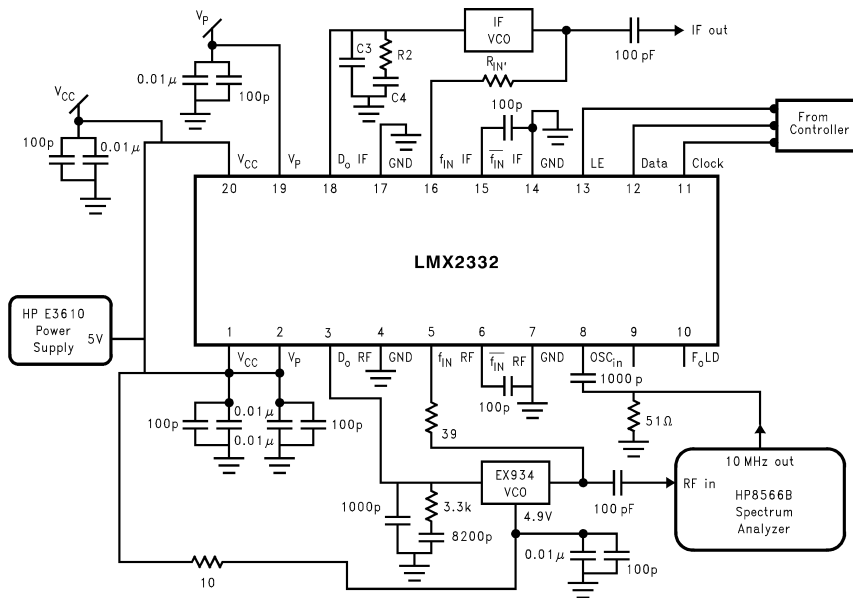 V_P
0.01µ
100p
V_CC
100p
0.01µ
C3
R2
C4
IF
VCO
R_IN'
100 pF
IF out
100p
From
Controller
V_CC
V_P
D_o IF
GND
f_IN IF
f̅_IN̅ IF
GND
LE
Data
Clock
20
19
18
17
16
15
14
13
12
11
LMX2332
HP E3610
Power
Supply
5V
1
2
3
4
5
6
7
8
9
10
V_CC
V_P
D_o RF
GND
f_IN RF
f̅_IN̅ RF
GND
OSC_in
F_oLD
100p
0.01µ
0.01µ
100p
39
100p
1000p
51Ω
10 MHz out
RF in
HP8566B
Spectrum
Analyzer
1000p
3.3k
8200p
EX934
VCO
4.9V
100 pF
0.01µ
100p
10